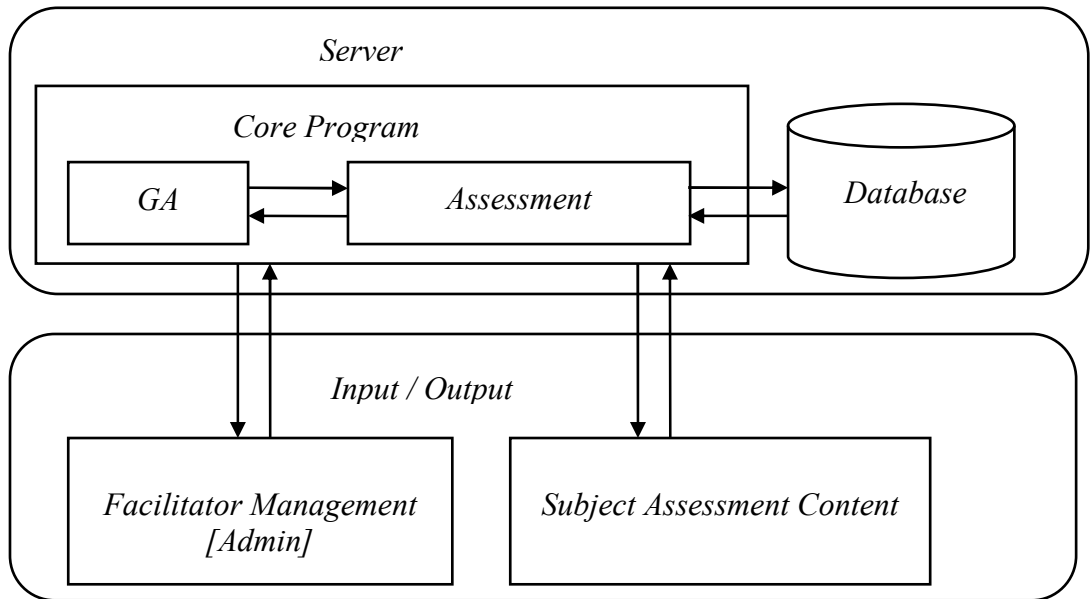 Server
Core Program
GA
Assessment
Database
Input / Output
Facilitator Management
[Admin]
Subject Assessment Content